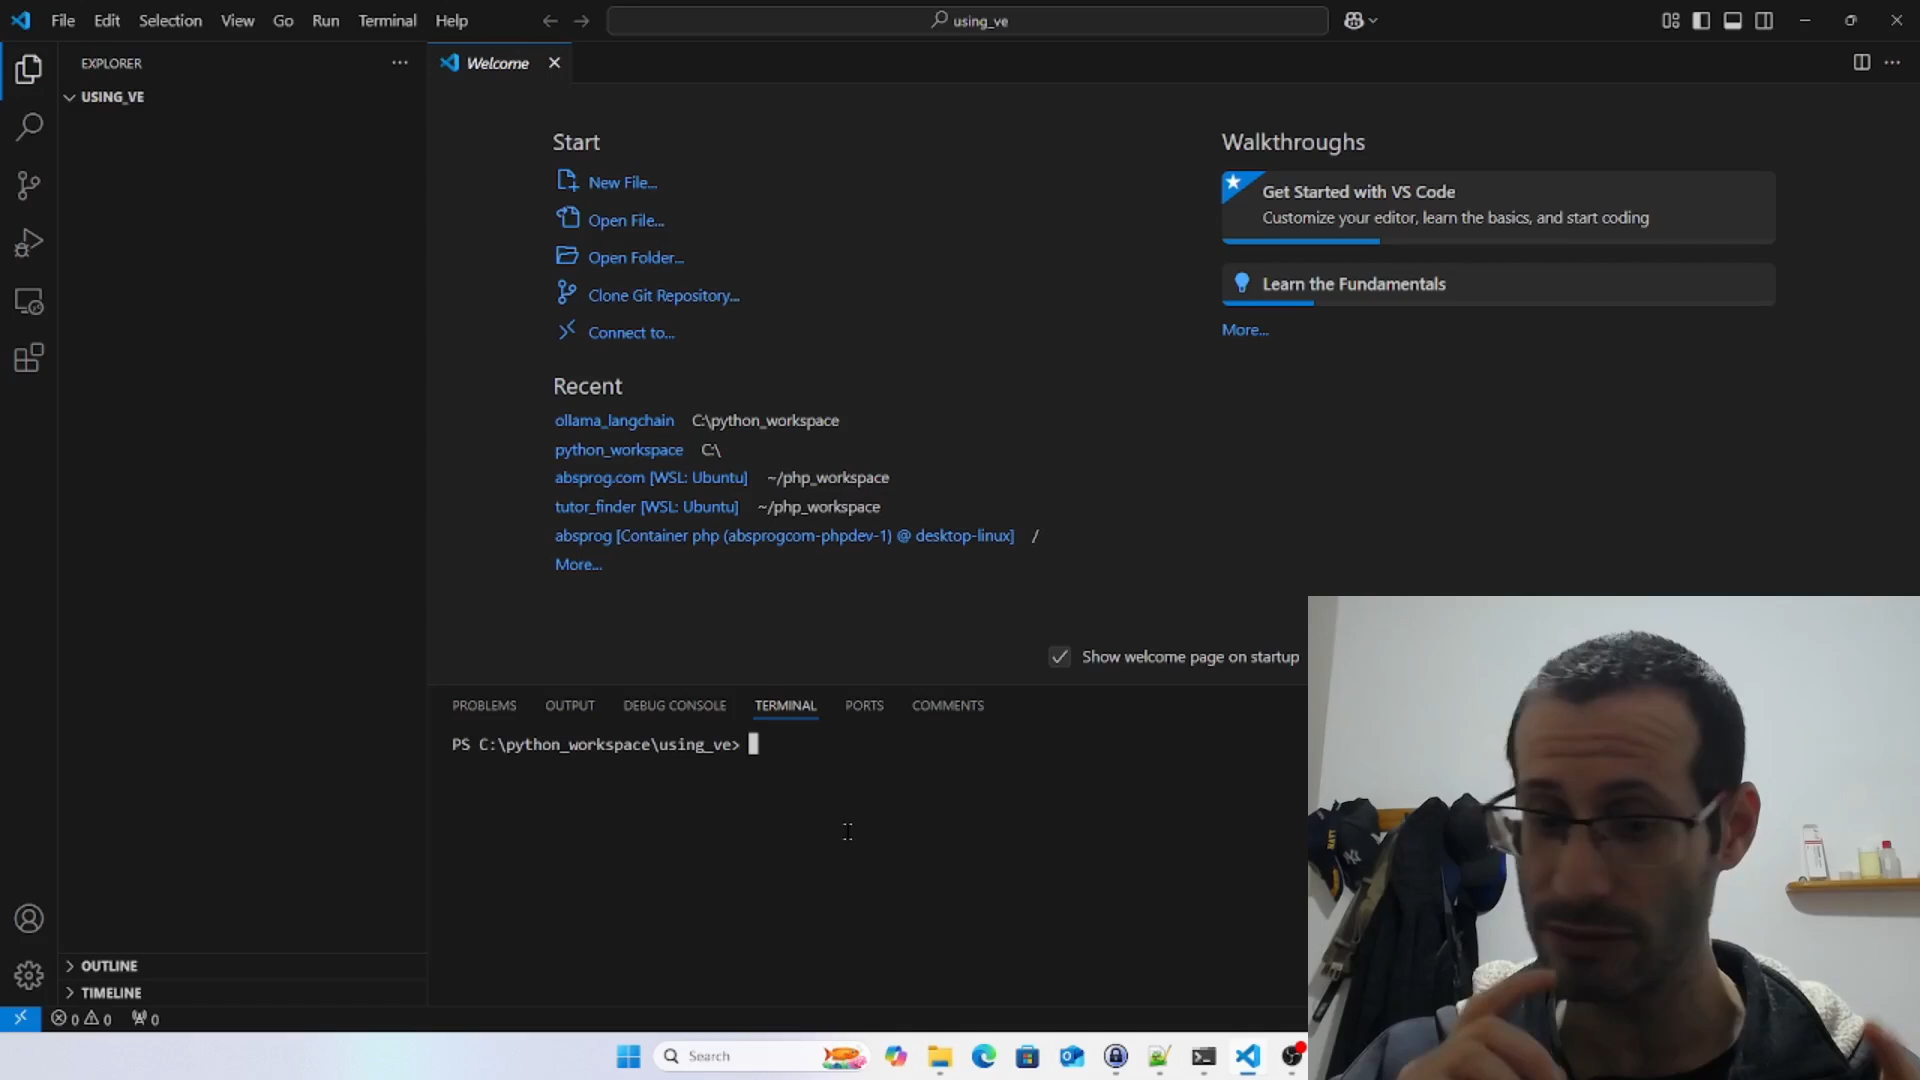 File Edit Selection View Go Run Terminal Help
using_ve
EXPLORER
USING_VE
Welcome
Start
New File...
Open File...
Open Folder...
Clone Git Repository...
Connect to...
Recent
ollama_langchain C:\python_workspace
python_workspace C:\
absprog.com [WSL: Ubuntu] ~/php_workspace
tutor_finder [WSL: Ubuntu] ~/php_workspace
absprog [Container php (absprogcom-phpdev-1) @ desktop-linux] /
More...
Walkthroughs
Get Started with VS Code
Customize your editor, learn the basics, and start coding
Learn the Fundamentals
More...
Show welcome page on startup
PROBLEMS OUTPUT DEBUG CONSOLE TERMINAL PORTS COMMENTS
PS C:\python_workspace\using_ve>
NAVY
OUTLINE
TIMELINE
0 0 0
Search